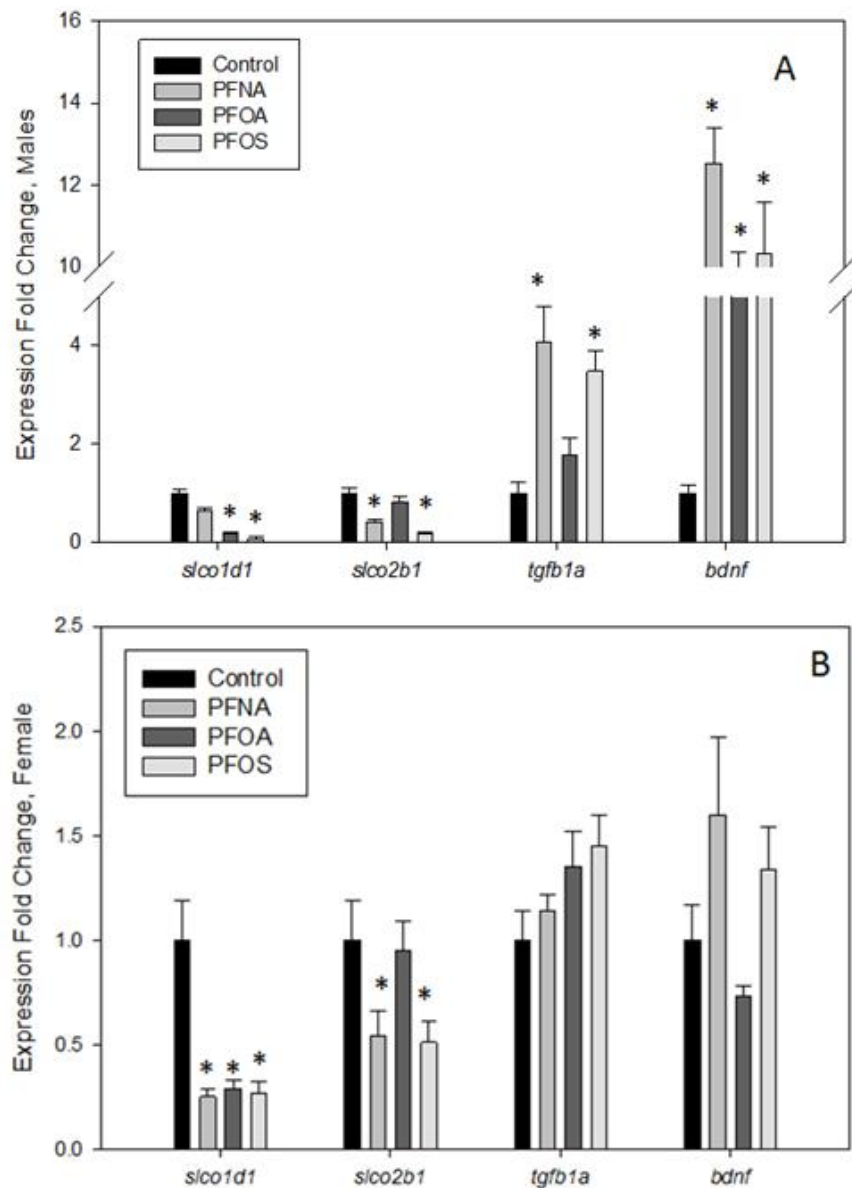 A
Control
PFNA
PFOA
PFOS
Expression Fold Change, Males
16
14
12
10
4
2
0
* * * * * * * * *
slco1d1 slco2b1 tgfb1a bdnf
B
Control
PFNA
PFOA
PFOS
Expression Fold Change, Female
2.5
2.0
1.5
1.0
0.5
0.0
* * * * *
slco1d1 slco2b1 tgfb1a bdnf